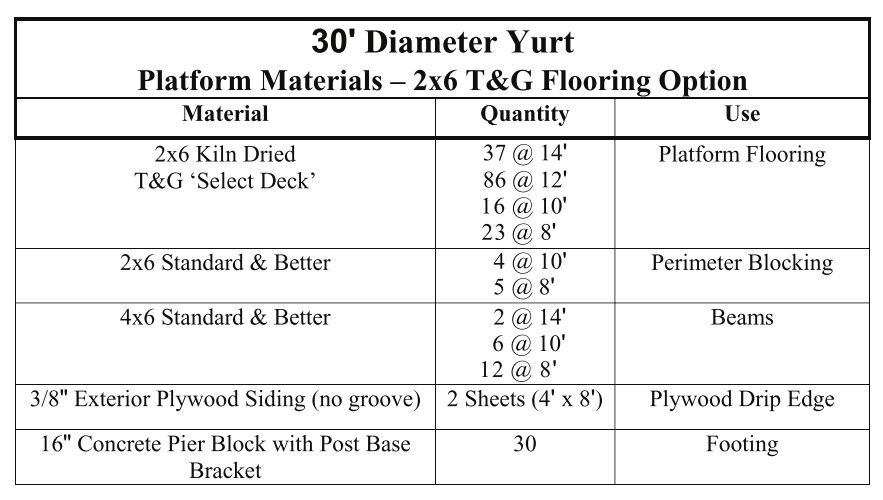 30' Diameter Yurt
Platform Materials – 2x6 T&G Flooring Option
Material Quantity Use
2x6 Kiln Dried 37 @ 14' Platform Flooring
T&G ‘Select Deck’ 86 @ 12'
16 @ 10'
23 @ 8'
2x6 Standard & Better 4 @ 10' Perimeter Blocking
5 @ 8'
4x6 Standard & Better 2 @ 14' Beams
6 @ 10'
12 @ 8'
3/8" Exterior Plywood Siding (no groove) 2 Sheets (4' x 8') Plywood Drip Edge
16" Concrete Pier Block with Post Base 30 Footing
Bracket